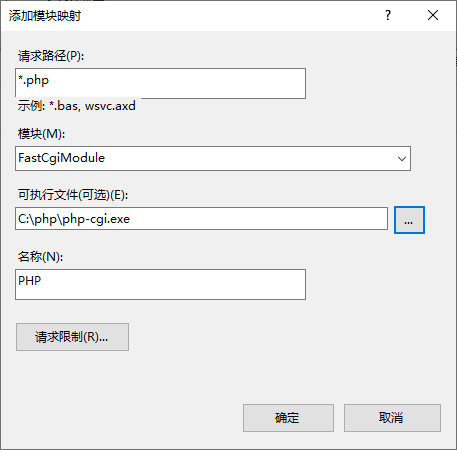 添加模块映射
请求路径(P):
*.php
示例: *.bas, wsvc.axd
模块(M):
FastCgiModule
可执行文件(可选)(E):
C:\php\php-cgi.exe
...
名称(N):
PHP
请求限制(R)...
确定
取消